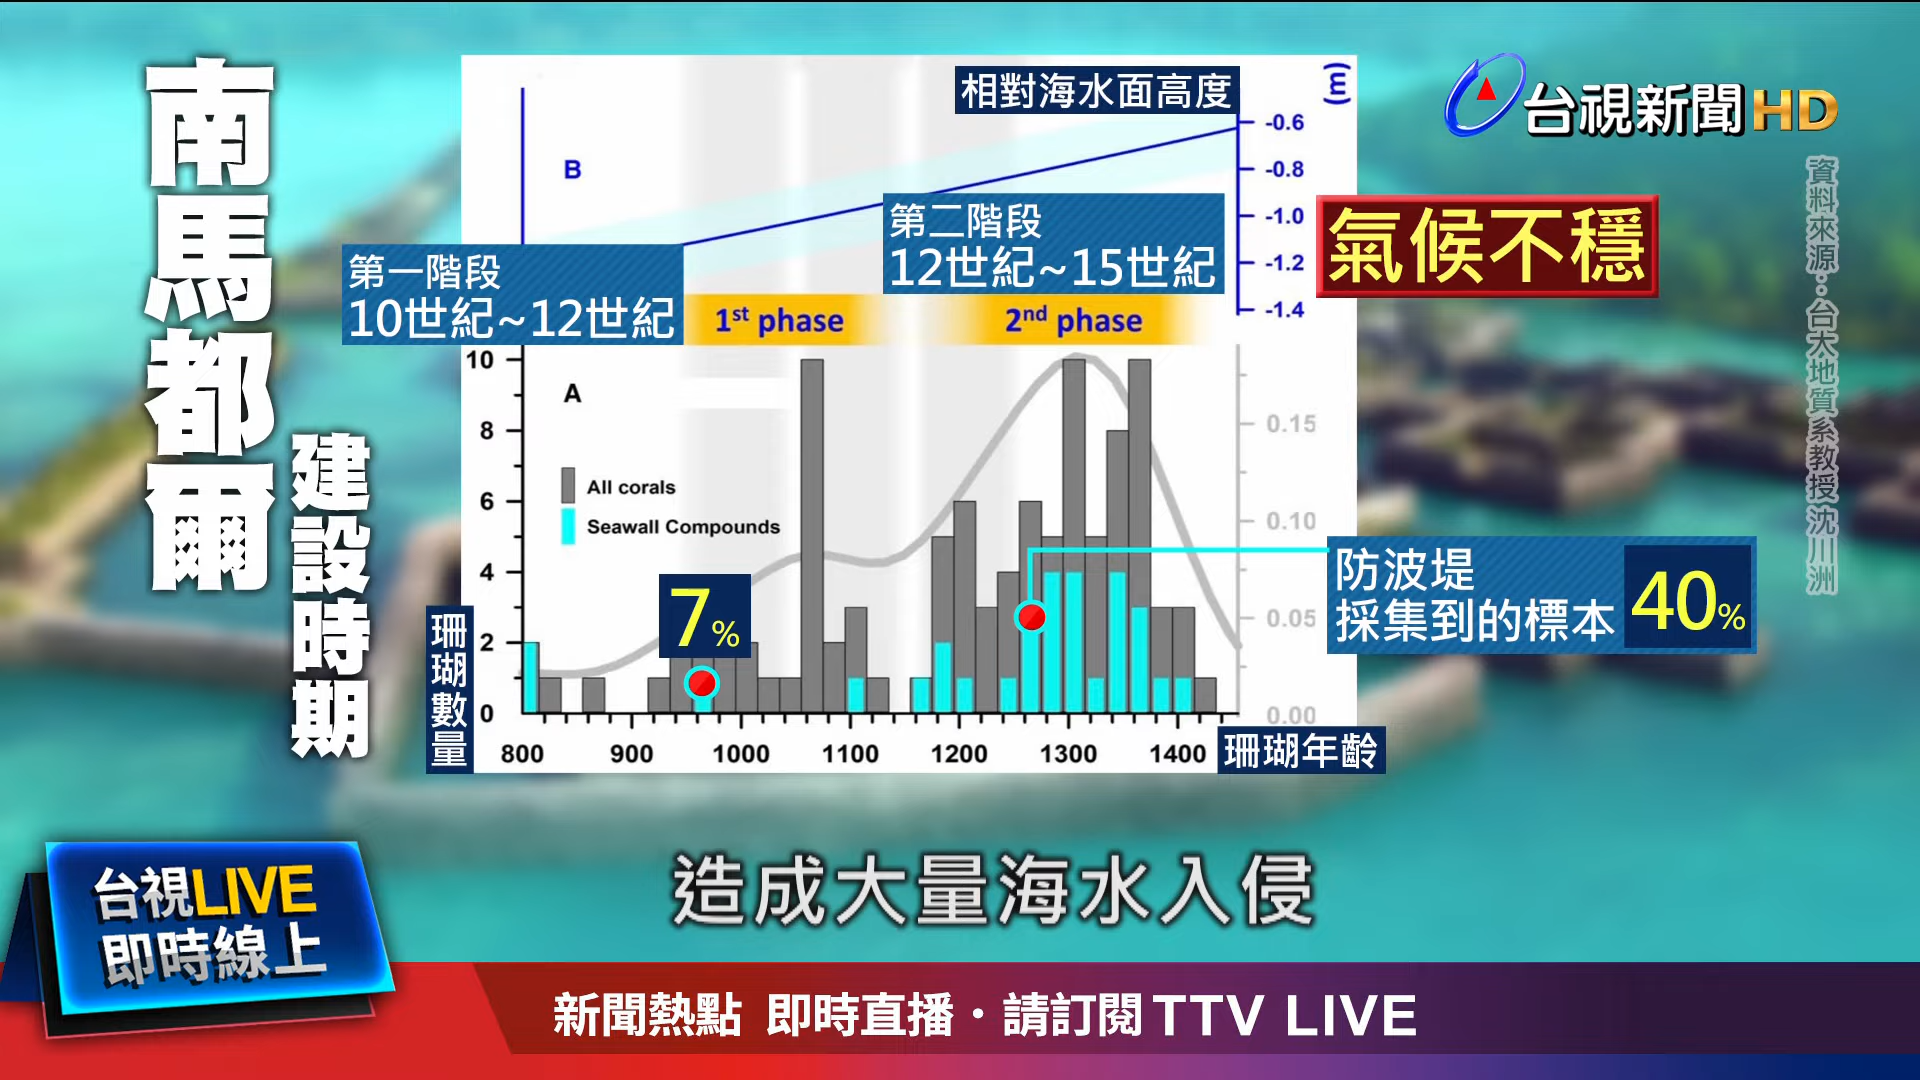 南馬都爾
建設時期
相對海水面高度
(m)
台視新聞HD
資料來源：台大地質系教授沈川洲
B
-0.6
-0.8
-1.0
-1.2
-1.4
氣候不穩
第一階段
10世紀~12世紀
第二階段
12世紀~15世紀
1st phase
2nd phase
A
All corals
Seawall Compounds
10
8
6
4
2
0
0.15
0.10
0.05
0.00
7%
防波堤
採集到的標本
40%
珊瑚數量
800 900 1000 1100 1200 1300 1400
珊瑚年齡
造成大量海水入侵
台視LIVE
即時線上
新聞熱點 即時直播・請訂閱TTV LIVE